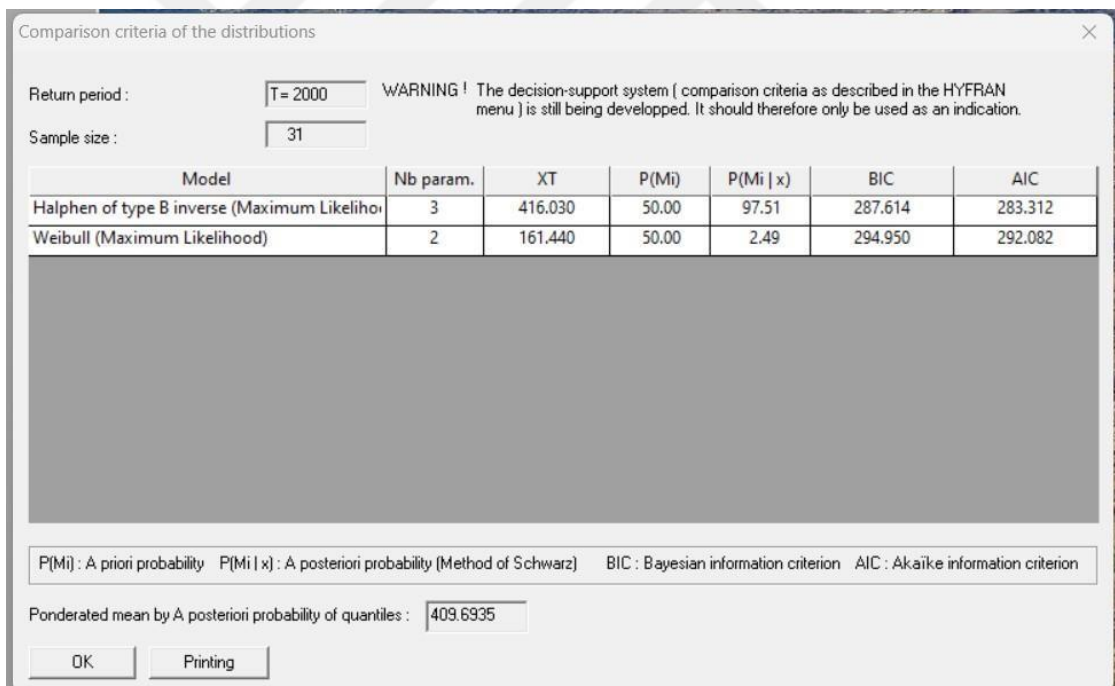 Comparison criteria of the distributions
Return period : T= 2000 WARNING ! The decision-support system ( comparison criteria as described in the HYFRAN
menu ) is still being developped. It should therefore only be used as an indication.
Sample size : 31
Model Nb param. XT P(Mi) P(Mi | x) BIC AIC
Halphen of type B inverse (Maximum Likeliho 3 416.030 50.00 97.51 287.614 283.312
Weibull (Maximum Likelihood) 2 161.440 50.00 2.49 294.950 292.082
P(Mi) : A priori probability P(Mi | x) : A posteriori probability (Method of Schwarz) BIC : Bayesian information criterion AIC : Akaïke information criterion
Ponderated mean by A posteriori probability of quantiles : 409.6935
OK Printing